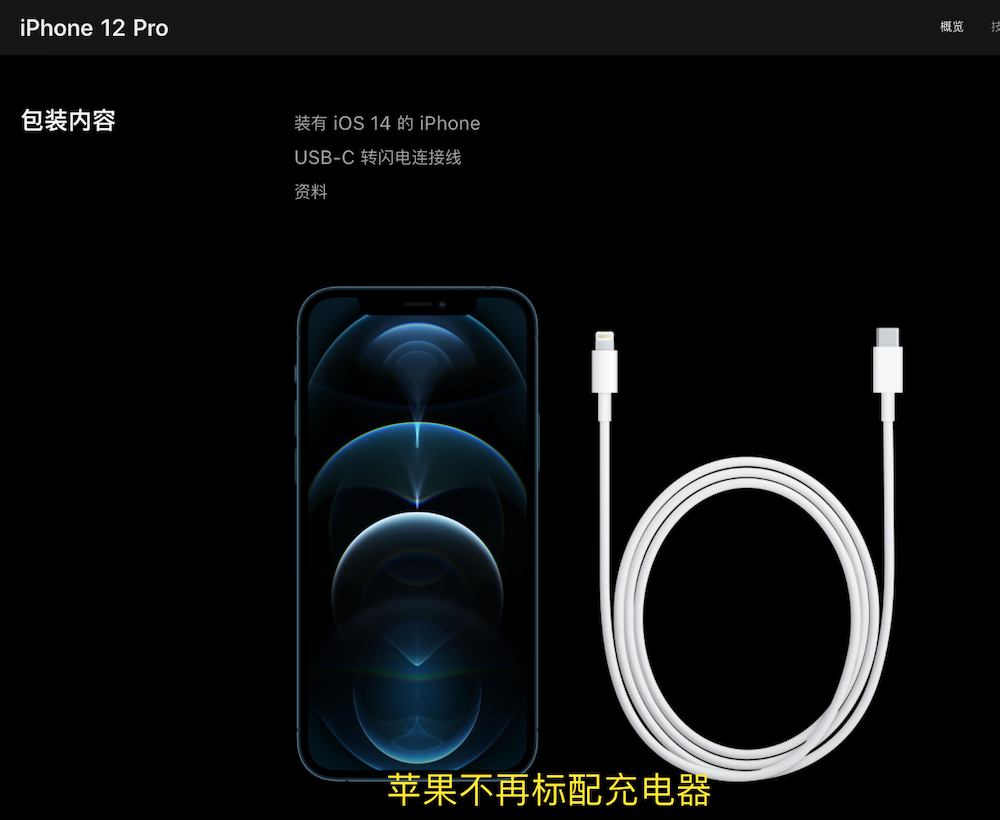 iPhone 12 Pro
概览
包装内容
装有 iOS 14 的 iPhone
USB-C 转闪电连接线
资料
苹果不再标配充电器